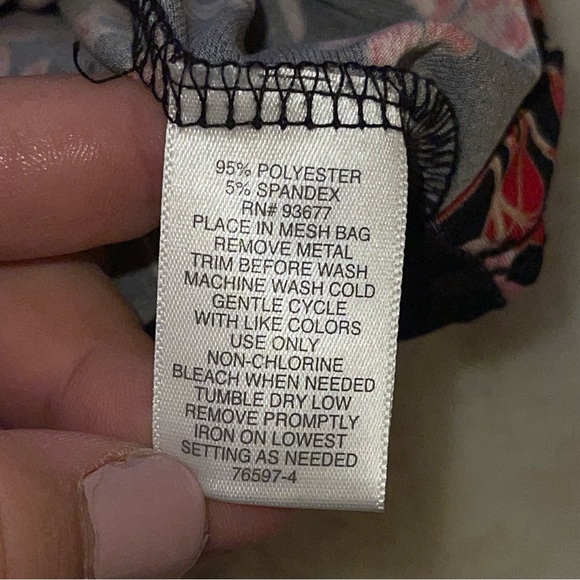 95% POLYESTER
5% SPANDEX
RN# 93677
PLACE IN MESH BAG
REMOVE METAL
TRIM BEFORE WASH
MACHINE WASH COLD
GENTLE CYCLE
WITH LIKE COLORS
USE ONLY
NON-CHLORINE
BLEACH WHEN NEEDED
TUMBLE DRY LOW
REMOVE PROMPTLY
IRON ON LOWEST
SETTING AS NEEDED
76597-4